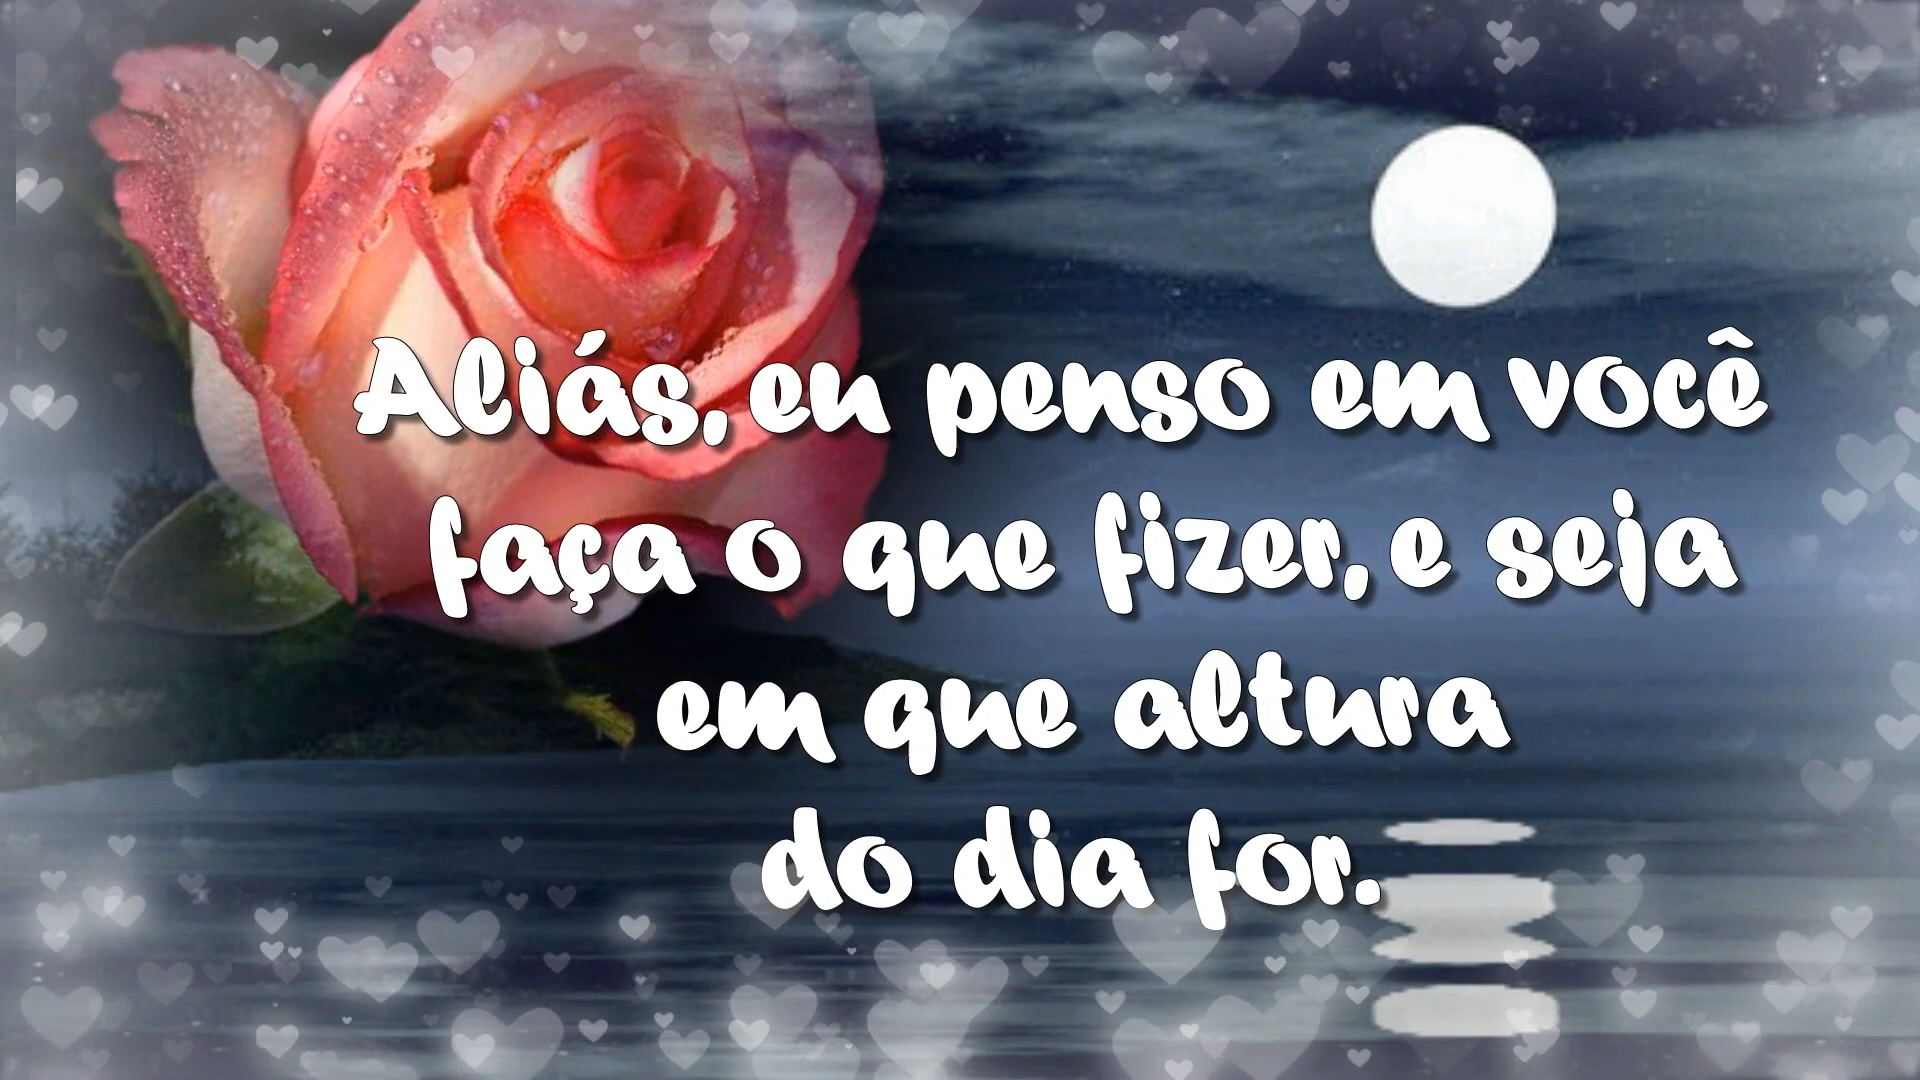 Aliás, eu penso em você
faça o que fizer, e seja
em que altura
do dia for.